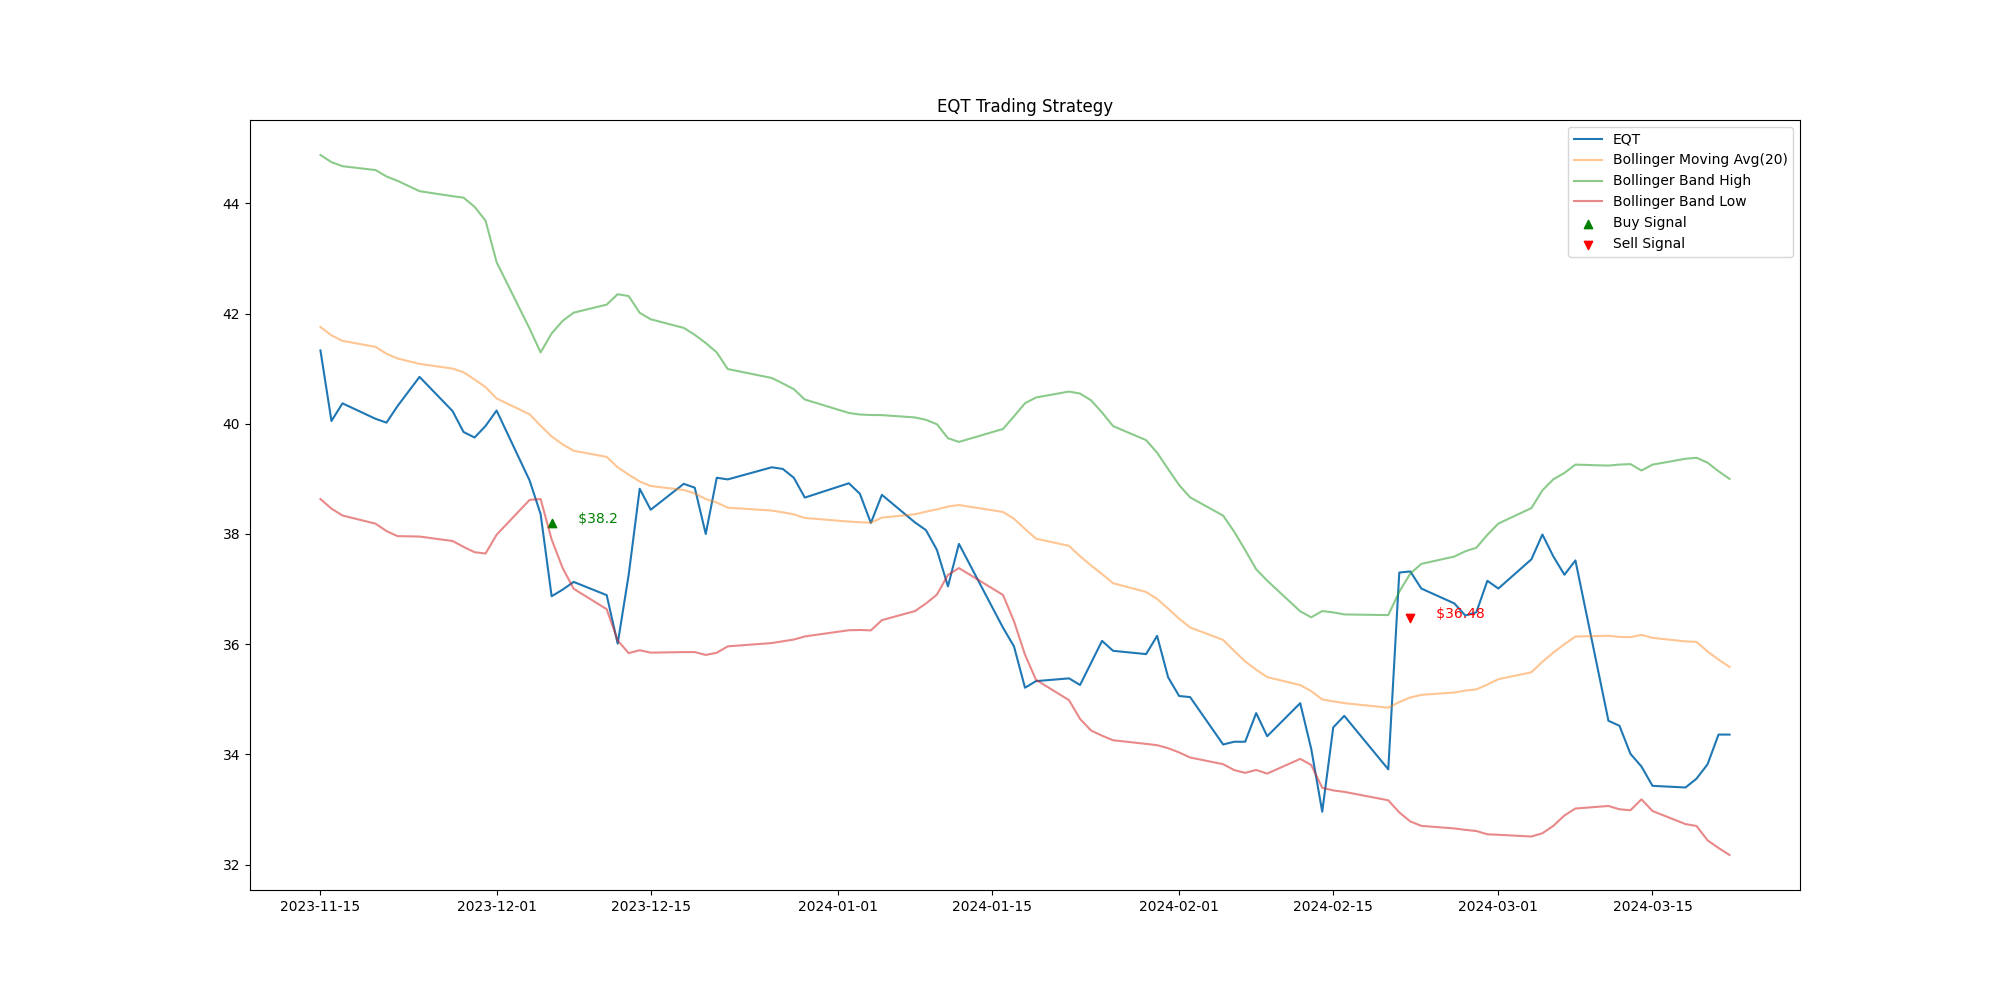 EQT Trading Strategy
EQT
Bollinger Moving Avg(20)
Bollinger Band High
Bollinger Band Low
Buy Signal
Sell Signal
44
42
40
38
36
34
32
$38.2
$36.48
2023-11-15
2023-12-01
2023-12-15
2024-01-01
2024-01-15
2024-02-01
2024-02-15
2024-03-01
2024-03-15